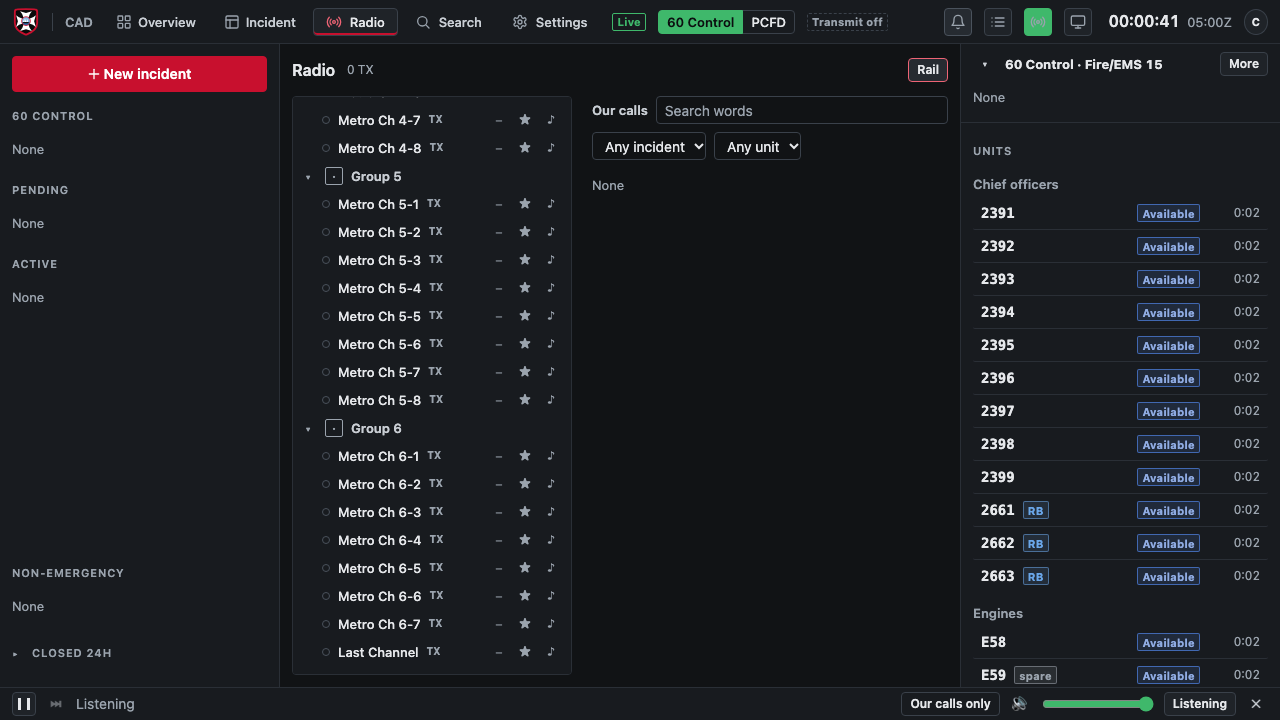 CAD Overview Incident Radio Search Settings Live 60 Control PCFD Transmit off 00:00:41 05:00Z C
+ New incident
60 CONTROL
None
PENDING
None
ACTIVE
None
NON-EMERGENCY
None
CLOSED 24H
Radio 0 TX Rail
Metro Ch 4-7 TX –
Metro Ch 4-8 TX –
Group 5
Metro Ch 5-1 TX –
Metro Ch 5-2 TX –
Metro Ch 5-3 TX –
Metro Ch 5-4 TX –
Metro Ch 5-5 TX –
Metro Ch 5-6 TX –
Metro Ch 5-7 TX –
Metro Ch 5-8 TX –
Group 6
Metro Ch 6-1 TX –
Metro Ch 6-2 TX –
Metro Ch 6-3 TX –
Metro Ch 6-4 TX –
Metro Ch 6-5 TX –
Metro Ch 6-6 TX –
Metro Ch 6-7 TX –
Last Channel TX –
Our calls Search words
Any incident Any unit
None
60 Control · Fire/EMS 15 More
None
UNITS
Chief officers
2391 Available 0:02
2392 Available 0:02
2393 Available 0:02
2394 Available 0:02
2395 Available 0:02
2396 Available 0:02
2397 Available 0:02
2398 Available 0:02
2399 Available 0:02
2661 RB Available 0:02
2662 RB Available 0:02
2663 RB Available 0:02
Engines
E58 Available 0:02
E59 spare Available 0:02
Listening Our calls only Listening ✕